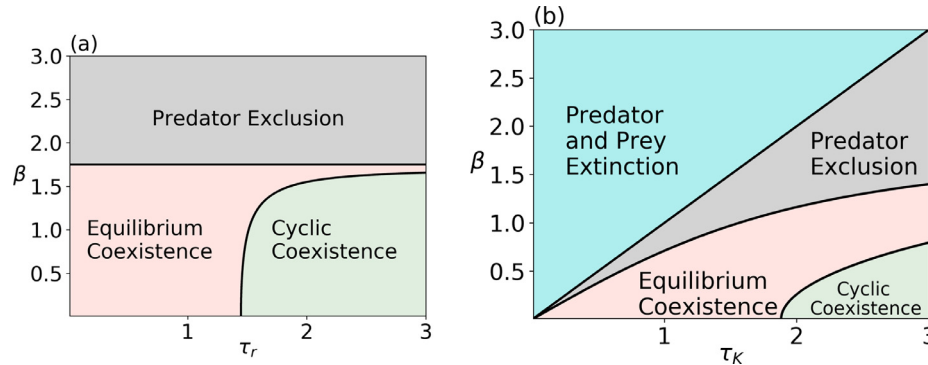 (a)
3.0
2.5
2.0
β
1.5
1.0
0.5
Predator Exclusion
Equilibrium
Coexistence
Cyclic
Coexistence
1
2
3
τr
(b)
3.0
2.5
2.0
β
1.5
1.0
0.5
Predator
and Prey
Extinction
Predator
Exclusion
Equilibrium
Coexistence
Cyclic
Coexistence
1
2
3
τK